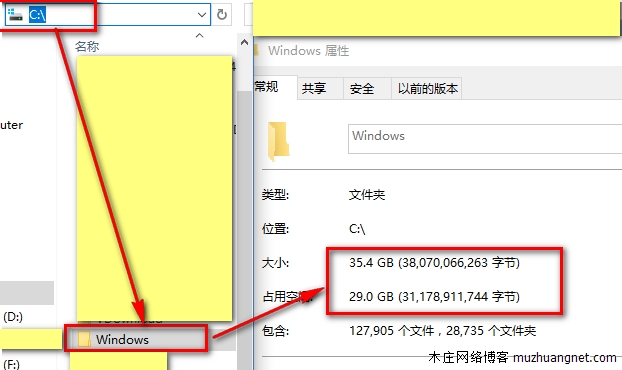 C:\
名称
uter
(D:)
(F:)
Windows
Windows 属性
常规 共享 安全 以前的版本
Windows
类型: 文件夹
位置: C:\
大小: 35.4 GB (38,070,066,263 字节)
占用空 29.0 GB (31,178,911,744 字节)
包含: 127,905 个文件，28,735 个文件夹
木庄网络博客 muzhuangnet.com